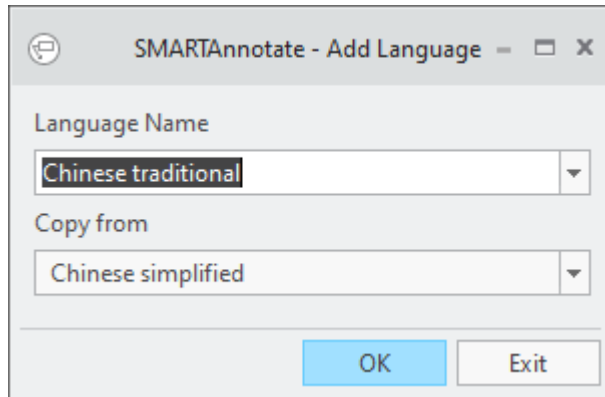 SMARTAnnotate - Add Language
Language Name
Chinese traditional
Copy from
Chinese simplified
OK Exit